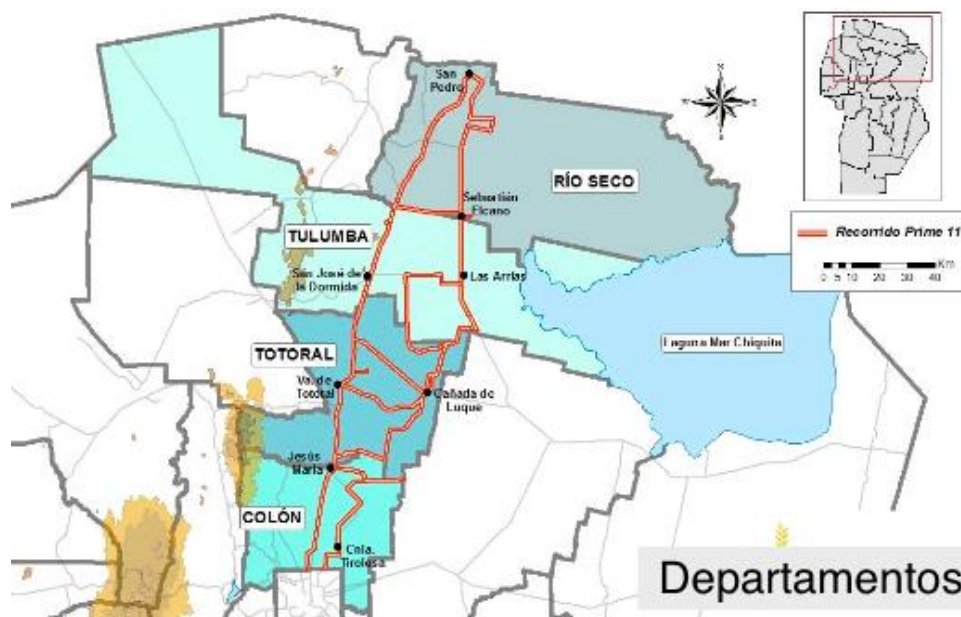 San
Pedro
RÍO SECO
Recorrido Prime 11
Km
0 5 10 20 30 40
Sebastián
Elcano
TULUMBA
San José de
la Dormida
Las Arrias
Laguna Mar Chiquita
TOTORAL
Va. de
Totoral
Cañada de
Luque
Jesús
María
COLÓN
Cnia.
Tirolesa
Departamentos